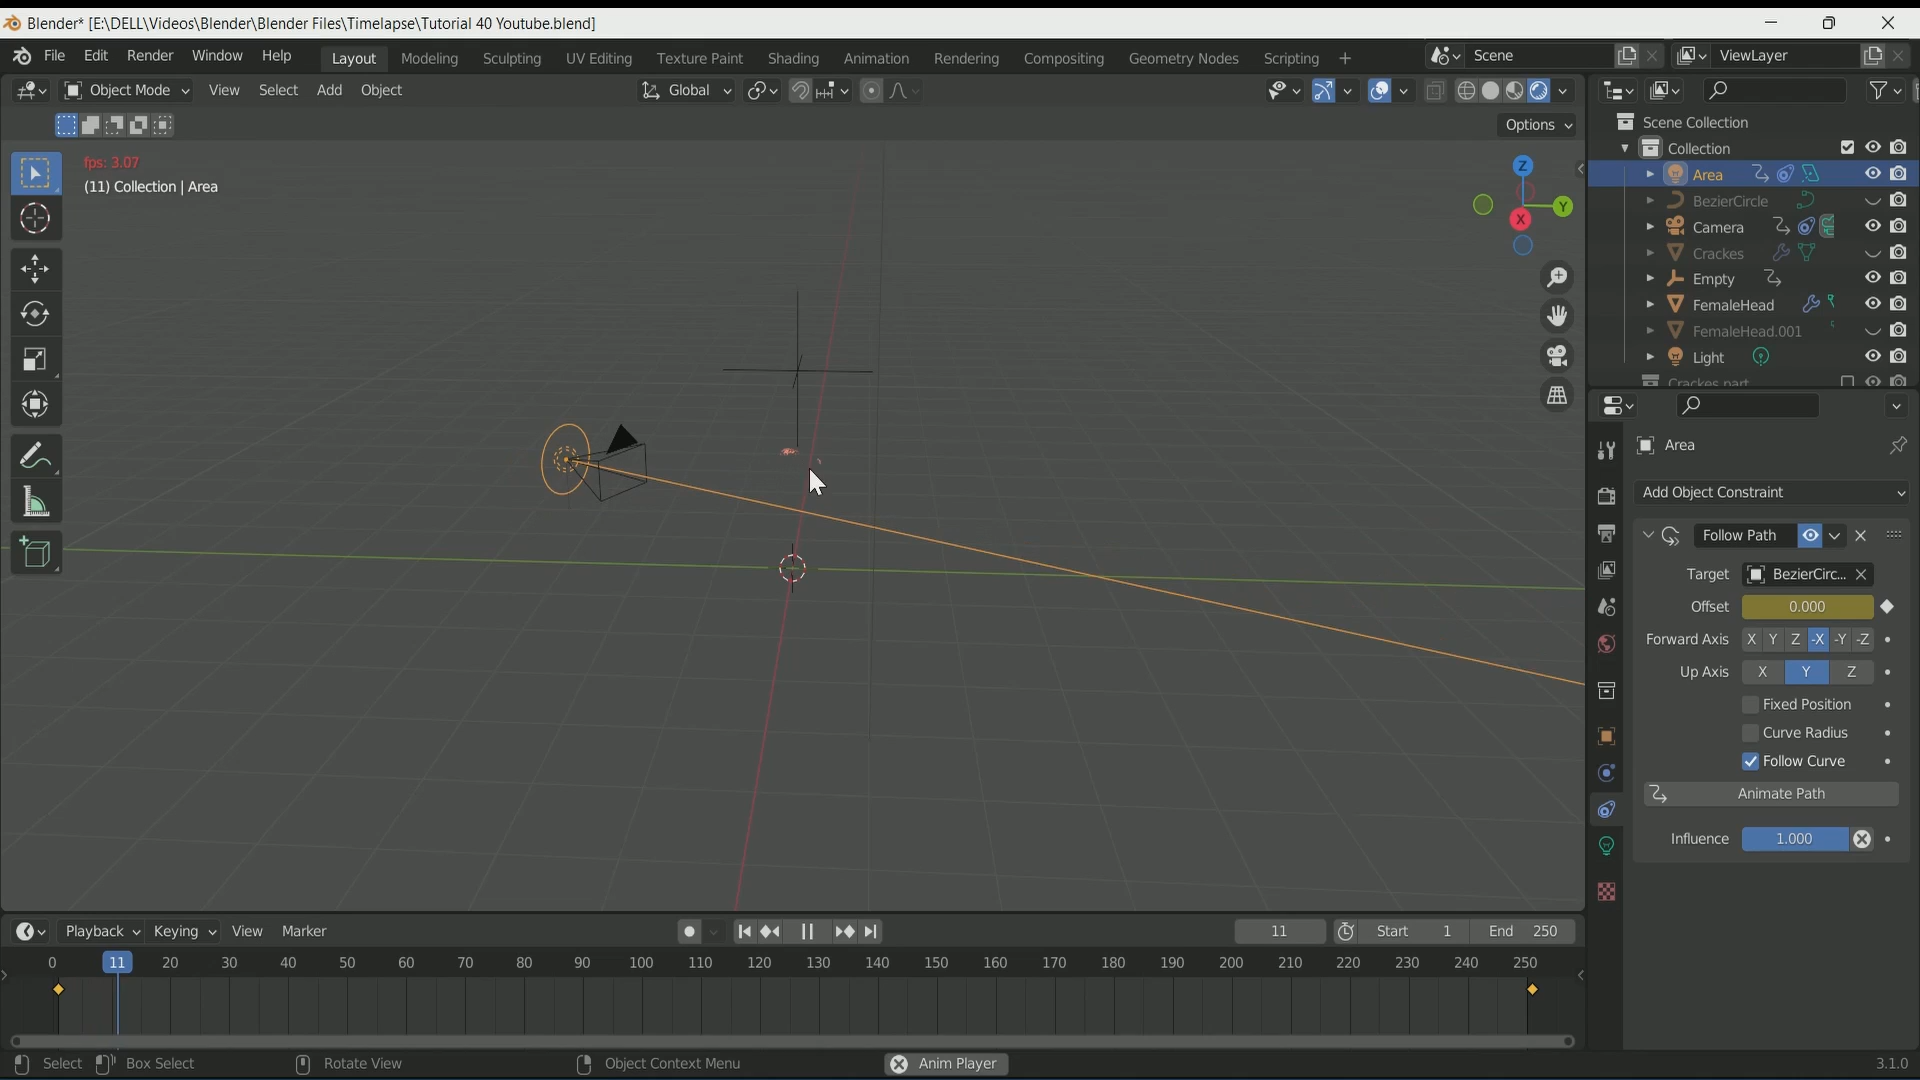 Blender* [E:\DELL\Videos\Blender\Blender Files\Timelapse\Tutorial 40 Youtube.blend]
File Edit Render Window Help Layout Modeling Sculpting UV Editing Texture Paint Shading Animation Rendering Compositing Geometry Nodes Scripting + Scene ViewLayer
Object Mode View Select Add Object Global
Options
fps: 3.07
(11) Collection | Area
Z
Y
X
Scene Collection
Collection
Area
BezierCircle
Camera
Crackes
Empty
FemaleHead
FemaleHead.001
Light
Crackes part
Area
Add Object Constraint
Follow Path
Target BezierCirc...
Offset 0.000
Forward Axis X Y Z -X -Y -Z
Up Axis X Y Z
Fixed Position
Curve Radius
Follow Curve
Animate Path
Influence 1.000
Playback Keying View Marker 11 Start 1 End 250
0 11 20 30 40 50 60 70 80 90 100 110 120 130 140 150 160 170 180 190 200 210 220 230 240 250
Select Box Select Rotate View Object Context Menu Anim Player 3.1.0